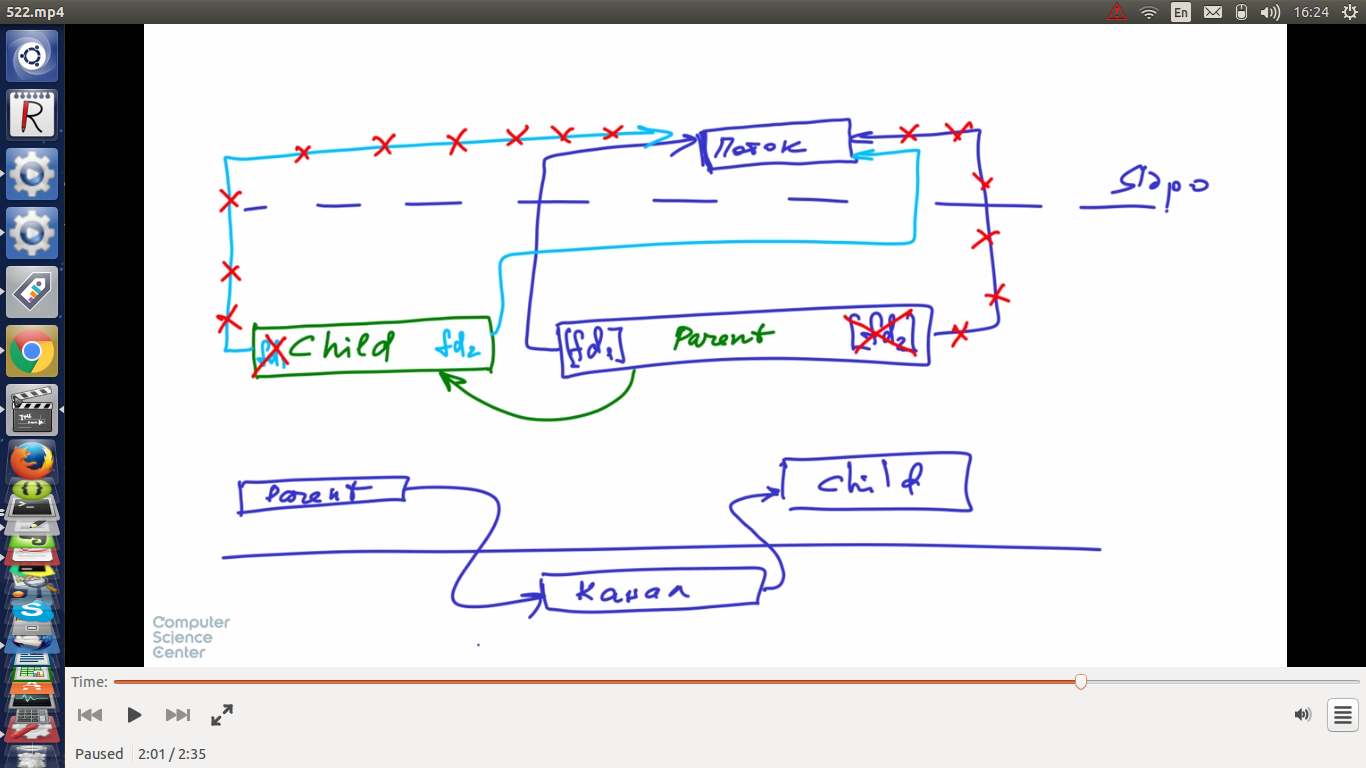 522.mp4
En
16:24
Поток
Ядро
fd1 Child fd2
[fd1] Parent [fd2]
Parent
Child
Канал
Computer
Science
Center
Time:
Paused 2:01 / 2:35